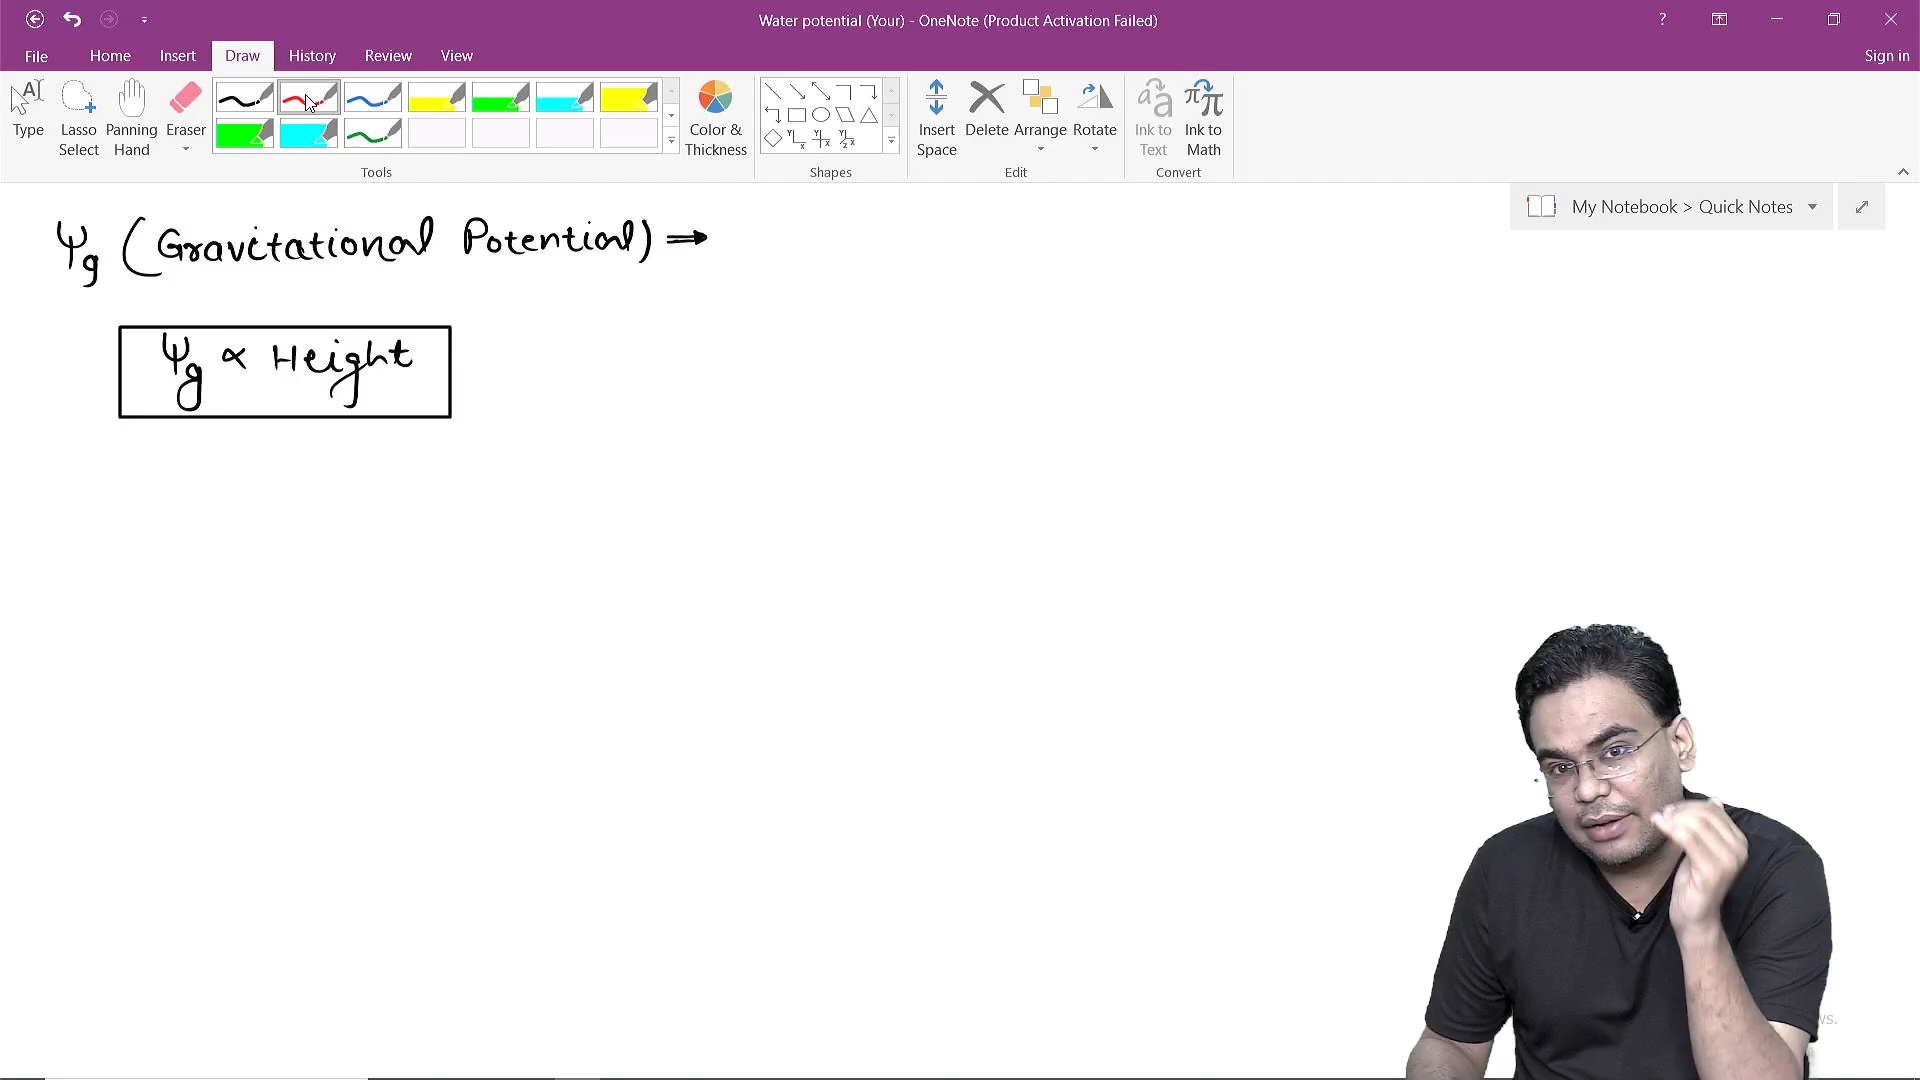 Water potential (Your) - OneNote (Product Activation Failed)
?
File Home Insert Draw History Review View
Sign in
Type
Lasso Select
Panning Hand
Eraser
Color & Thickness
Insert Space
Delete
Arrange
Rotate
Ink to Text
Ink to Math
Tools
Shapes
Edit
Convert
My Notebook > Quick Notes
Ψg (Gravitational Potential) ⇒
Ψg ∝ Height
ws.